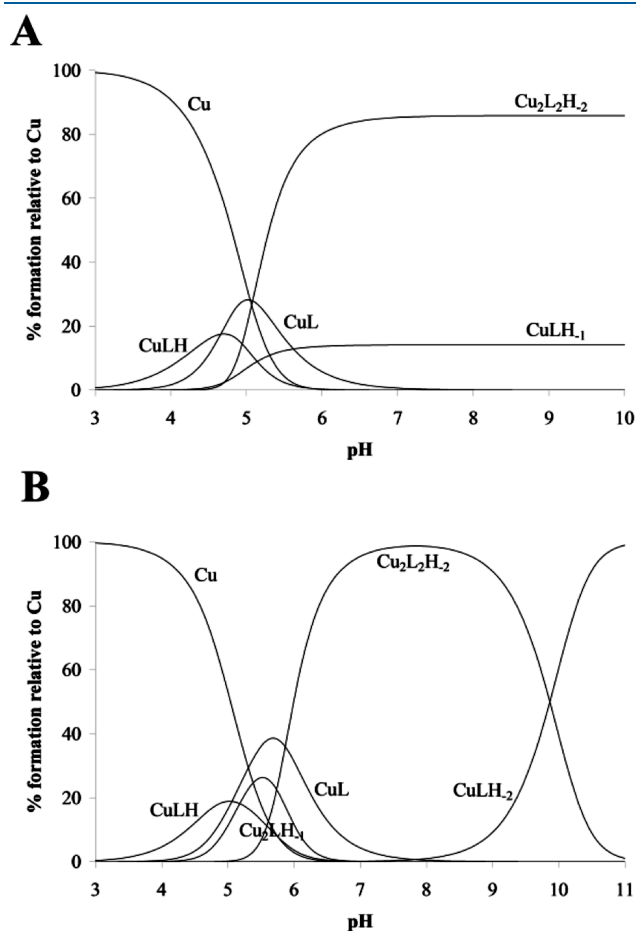 A
100
80
60
40
20
0
% formation relative to Cu
Cu
Cu₂L₂H₋₂
CuL
CuLH
CuLH₋₁
3 4 5 6 7 8 9 10
pH
B
100
80
60
40
20
0
% formation relative to Cu
Cu
Cu₂L₂H₋₂
CuL
CuLH
Cu₂LH₋₁
CuLH₋₂
3 4 5 6 7 8 9 10 11
pH